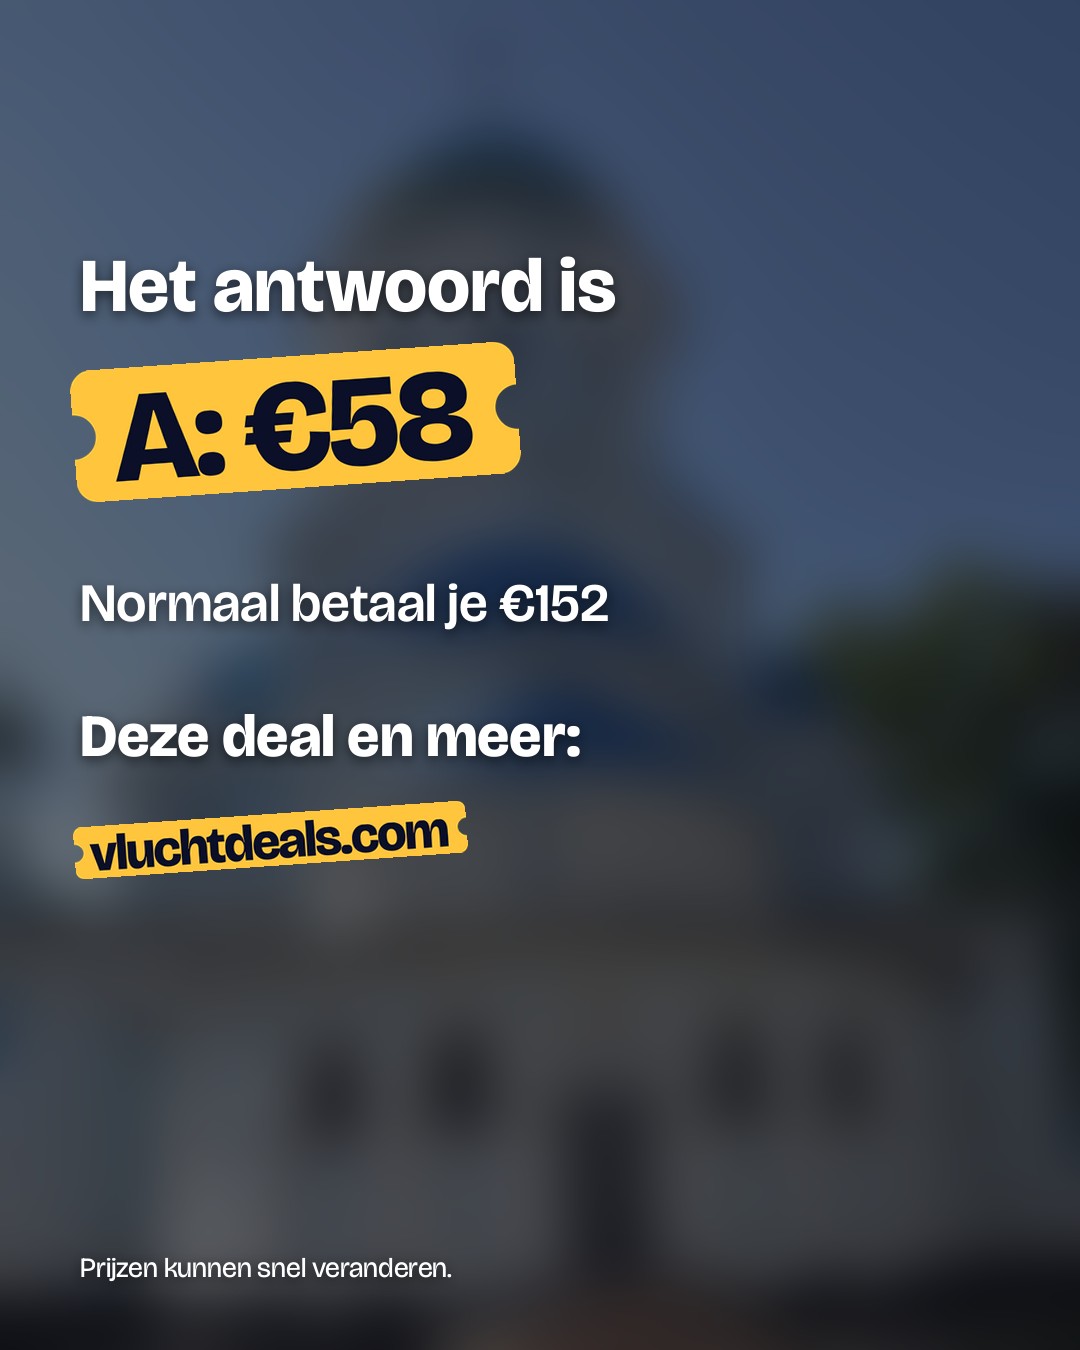 Het antwoord is
A: €58
Normaal betaal je €152
Deze deal en meer:
vluchtdeals.com
Prijzen kunnen snel veranderen.